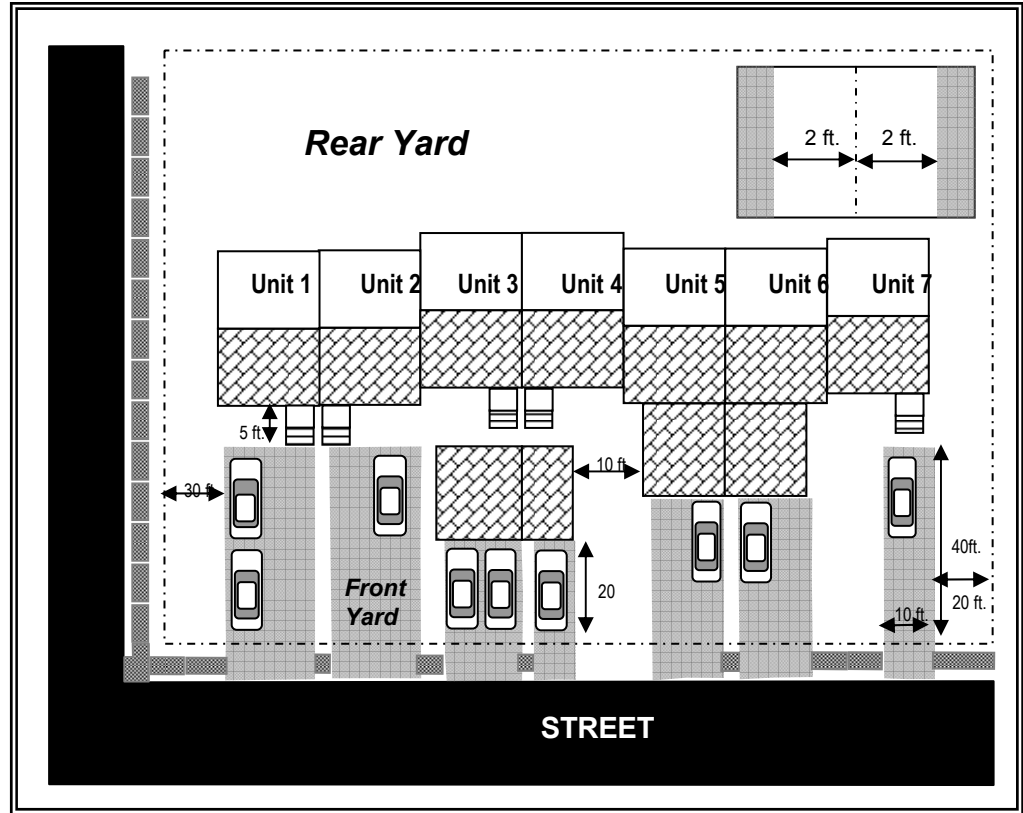 2 ft. 2 ft.
Rear Yard
Unit 1 Unit 2 Unit 3 Unit 4 Unit 5 Unit 6 Unit 7
5 ft.
10 ft.
30 ft.
40ft.
Front
Yard
20
20 ft.
10 ft.
STREET